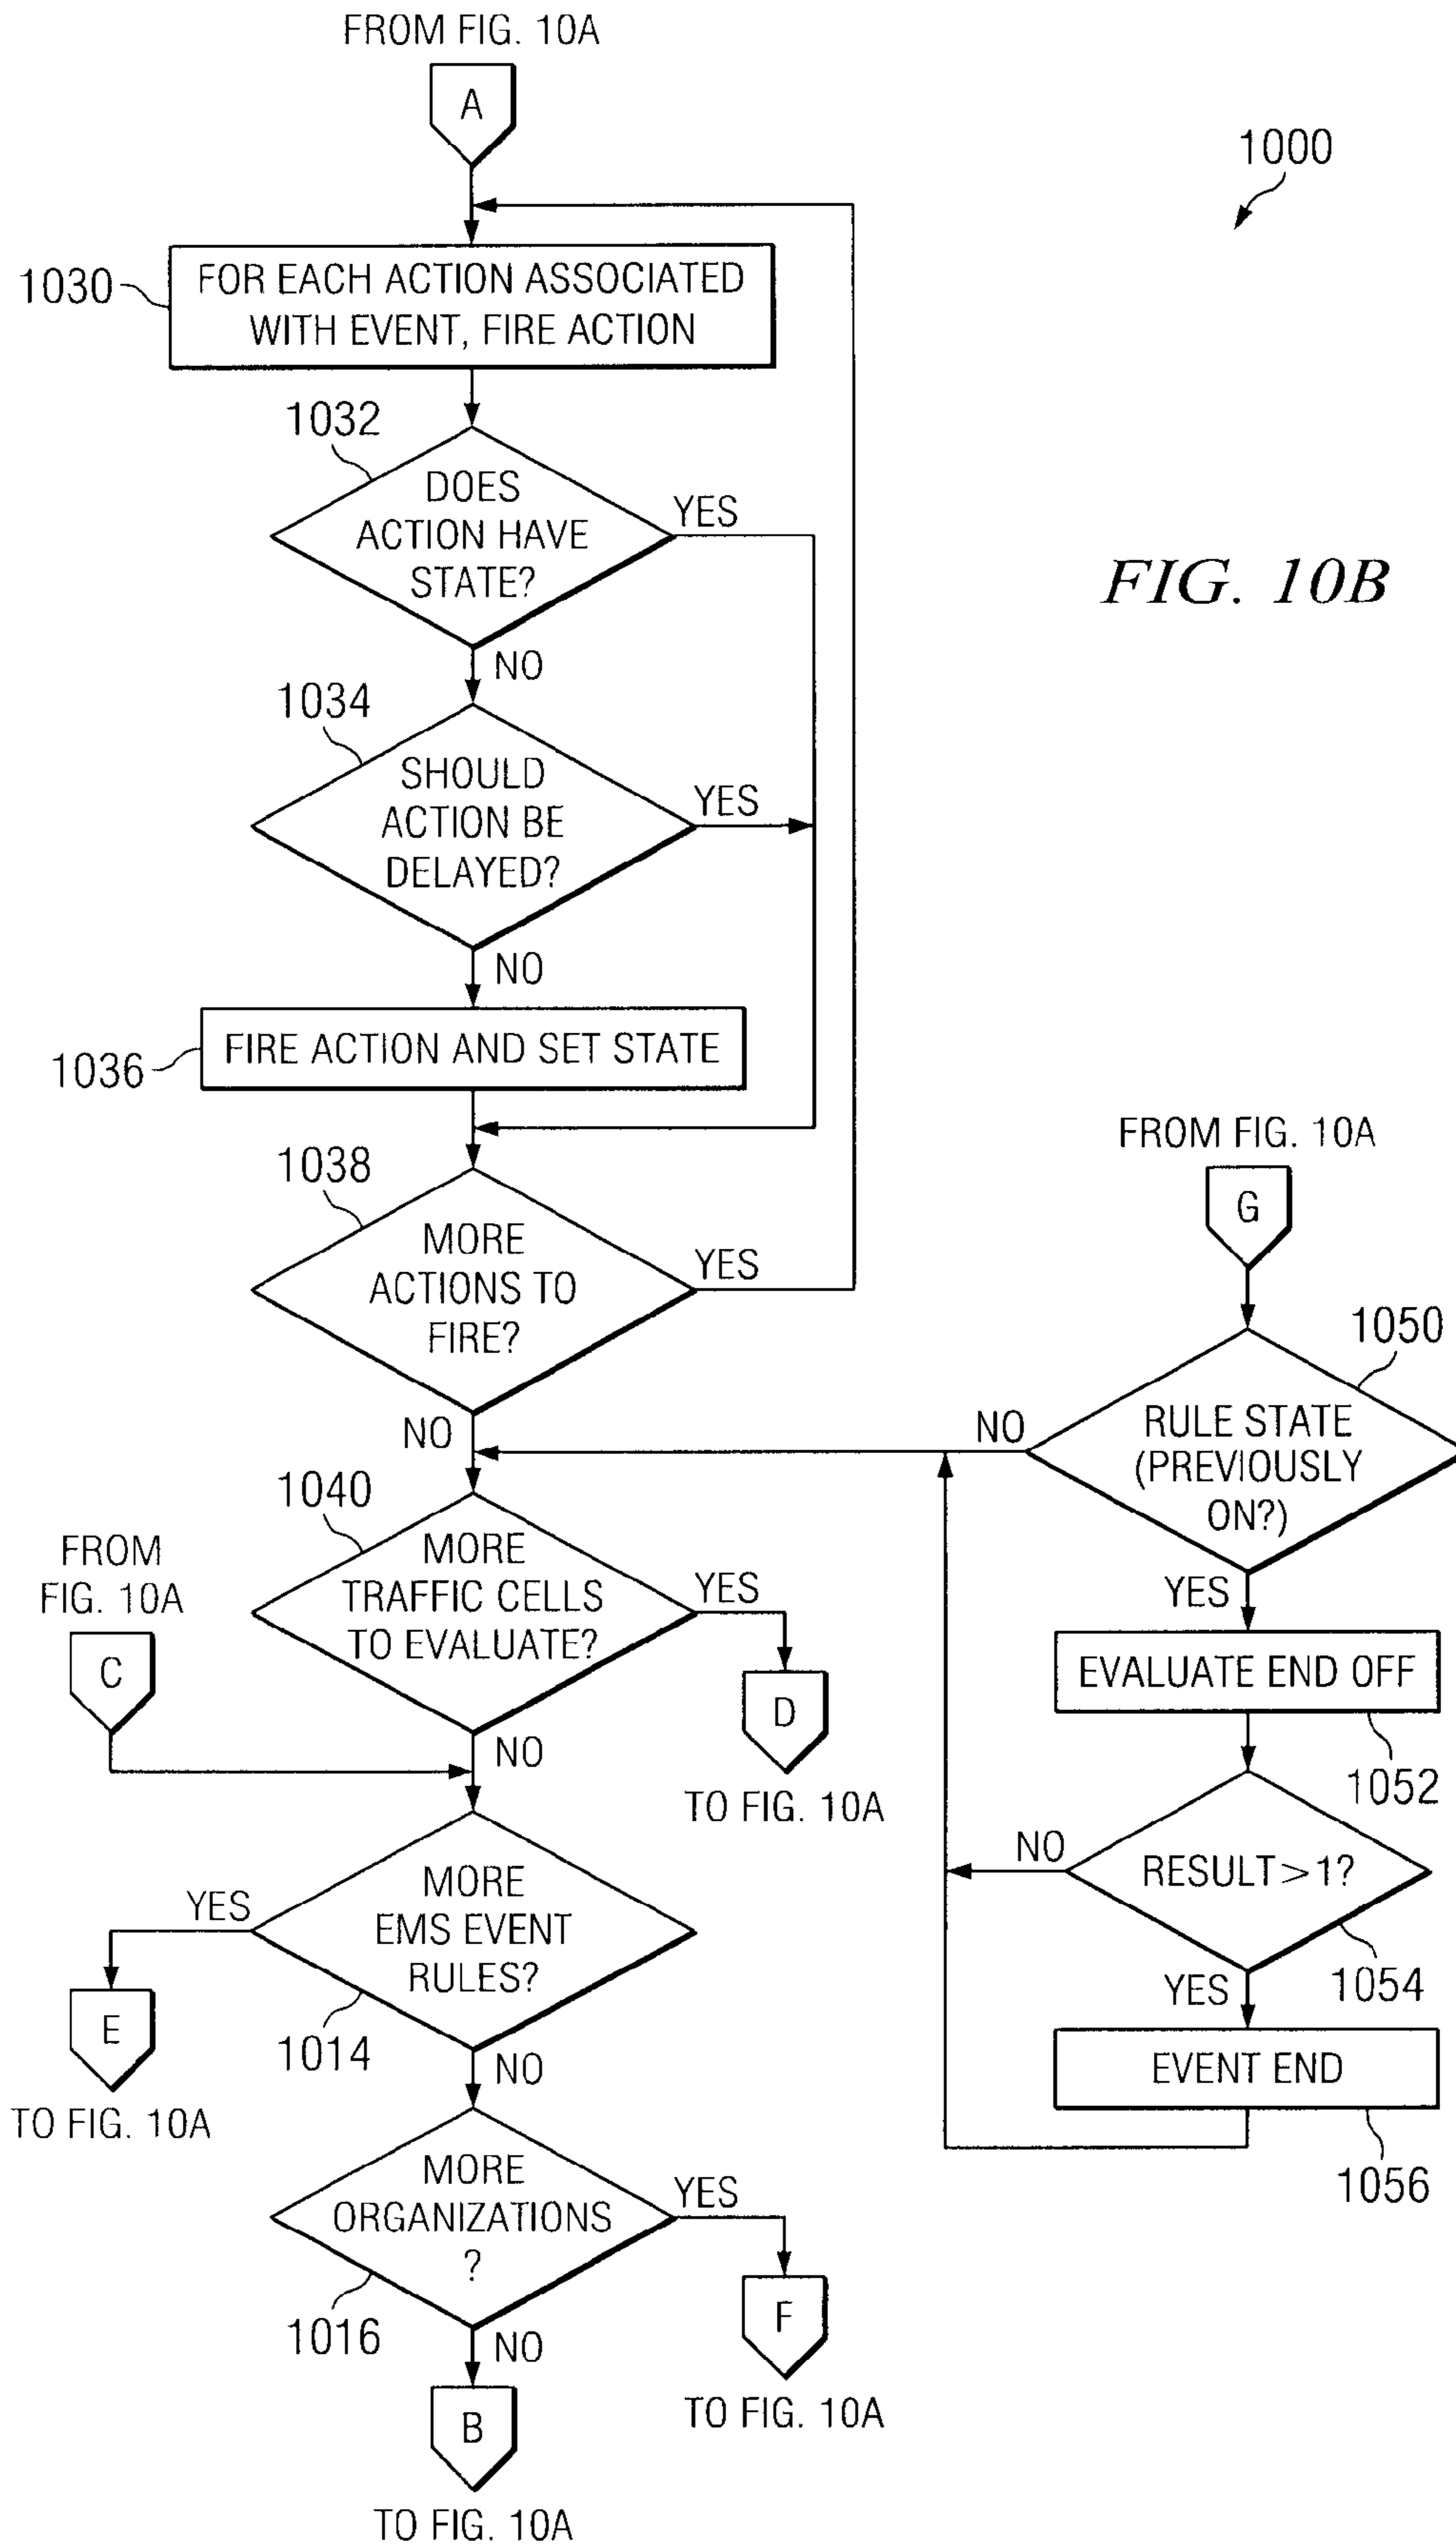 FROM FIG. 10A
A
1000
1030
FOR EACH ACTION ASSOCIATED
WITH EVENT, FIRE ACTION
1032
DOES
ACTION HAVE
STATE?
YES
NO
FIG. 10B
1034
SHOULD
ACTION BE
DELAYED?
YES
NO
1036
FIRE ACTION AND SET STATE
1038
MORE
ACTIONS TO
FIRE?
YES
NO
1040
MORE
TRAFFIC CELLS
TO EVALUATE?
YES
D
TO FIG. 10A
NO
FROM
FIG. 10A
C
MORE
EMS EVENT
RULES?
YES
E
TO FIG. 10A
1014
NO
MORE
ORGANIZATIONS
?
YES
F
TO FIG. 10A
1016
NO
B
TO FIG. 10A
FROM FIG. 10A
G
1050
RULE STATE
(PREVIOUSLY
ON?)
NO
YES
EVALUATE END OFF
1052
RESULT>1?
NO
1054
YES
EVENT END
1056